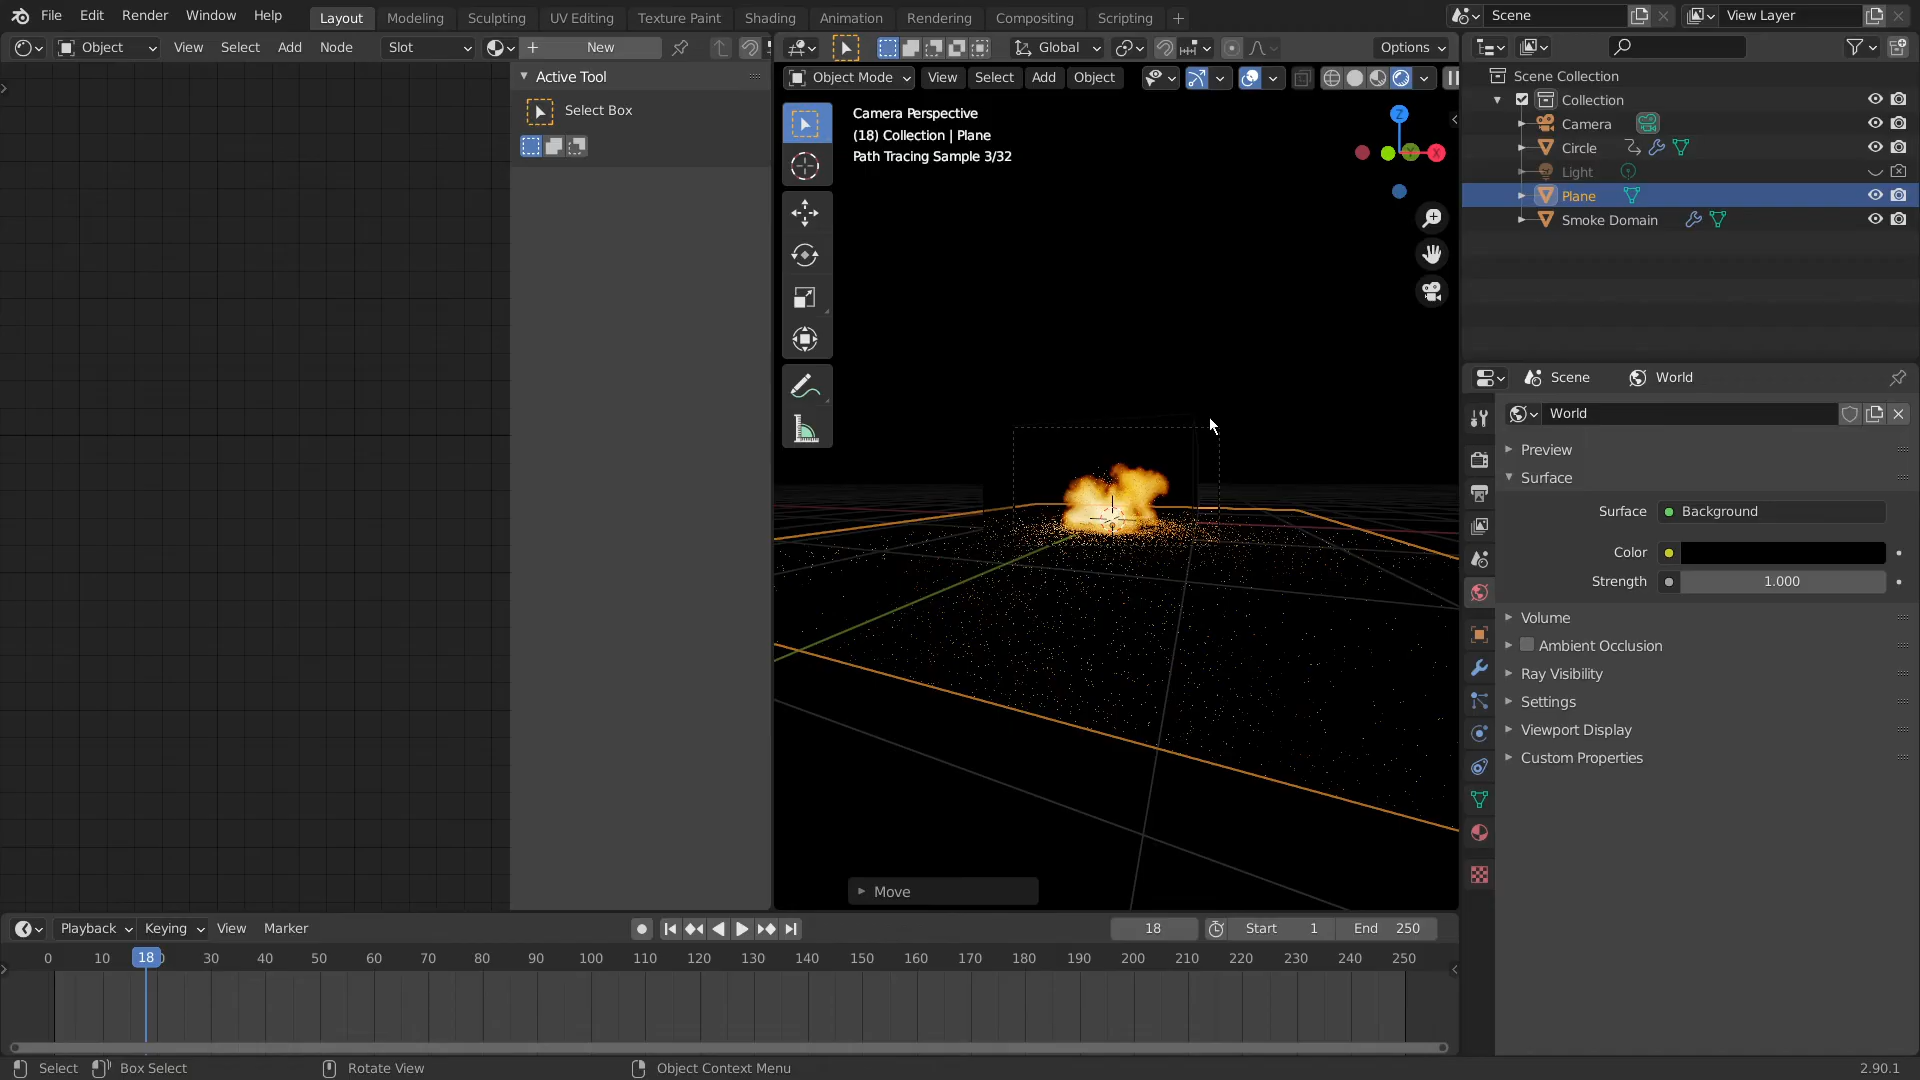 File Edit Render Window Help Layout Modeling Sculpting UV Editing Texture Paint Shading Animation Rendering Compositing Scripting + Scene View Layer
Object View Select Add Node Slot + New Global Options
Active Tool
Select Box
Object Mode View Select Add Object
Camera Perspective
(18) Collection | Plane
Path Tracing Sample 3/32
Z
Scene Collection
Collection
Camera
Circle
Light
Plane
Smoke Domain
Scene World
World
Preview
Surface
Surface Background
Color
Strength 1.000
Volume
Ambient Occlusion
Ray Visibility
Settings
Viewport Display
Custom Properties
Move
Playback Keying View Marker 18 Start 1 End 250
0 10 18 30 40 50 60 70 80 90 100 110 120 130 140 150 160 170 180 190 200 210 220 230 240 250
Select Box Select Rotate View Object Context Menu 2.90.1